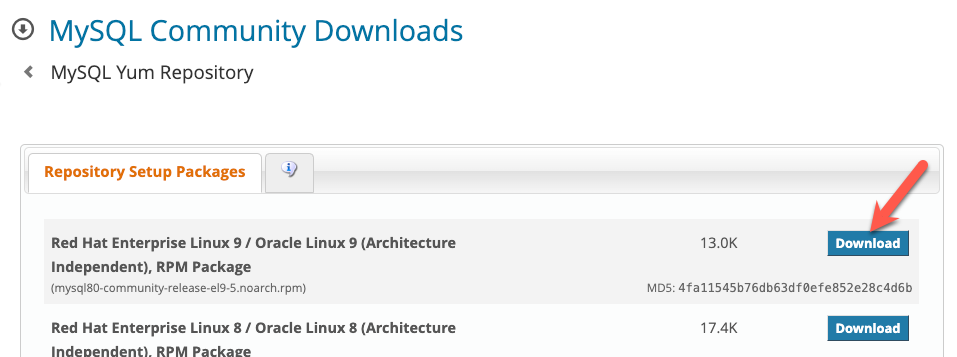 MySQL Community Downloads
MySQL Yum Repository
Repository Setup Packages
Red Hat Enterprise Linux 9 / Oracle Linux 9 (Architecture
Independent), RPM Package
13.0K
Download
(mysql80-community-release-el9-5.noarch.rpm)
MD5: 4fa11545b76db63df0efe852e28c4d6b
Red Hat Enterprise Linux 8 / Oracle Linux 8 (Architecture
Independent), RPM Package
17.4K
Download